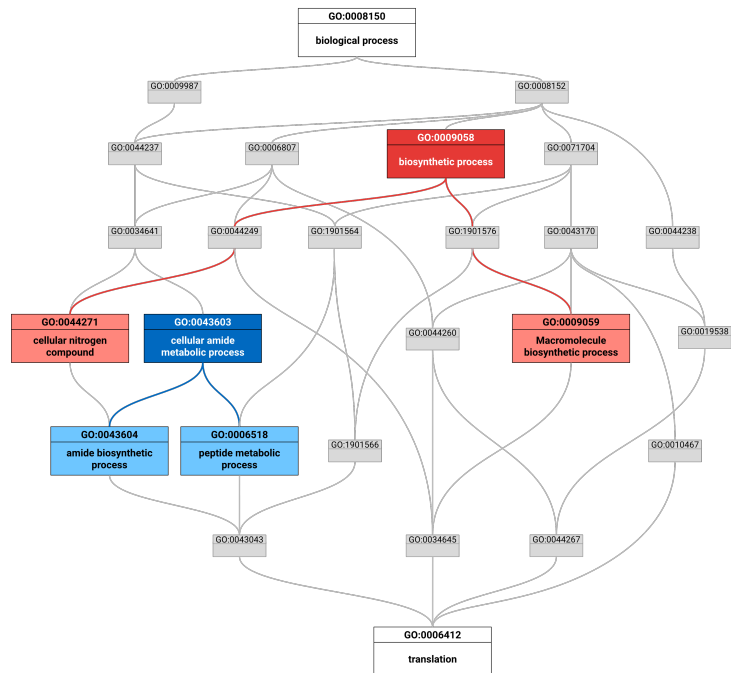 GO:0008150
biological process
GO:0009987
GO:0008152
GO:0044237
GO:0006807
GO:0009058
biosynthetic process
GO:0071704
GO:0034641
GO:0044249
GO:1901564
GO:1901576
GO:0043170
GO:0044238
GO:0044271
cellular nitrogen
compound
GO:0043603
cellular amide
metabolic process
GO:0044260
GO:0009059
Macromolecule
biosynthetic process
GO:0019538
GO:0043604
amide biosynthetic
process
GO:0006518
peptide metabolic
process
GO:1901566
GO:0010467
GO:0043043
GO:0034645
GO:0044267
GO:0006412
translation